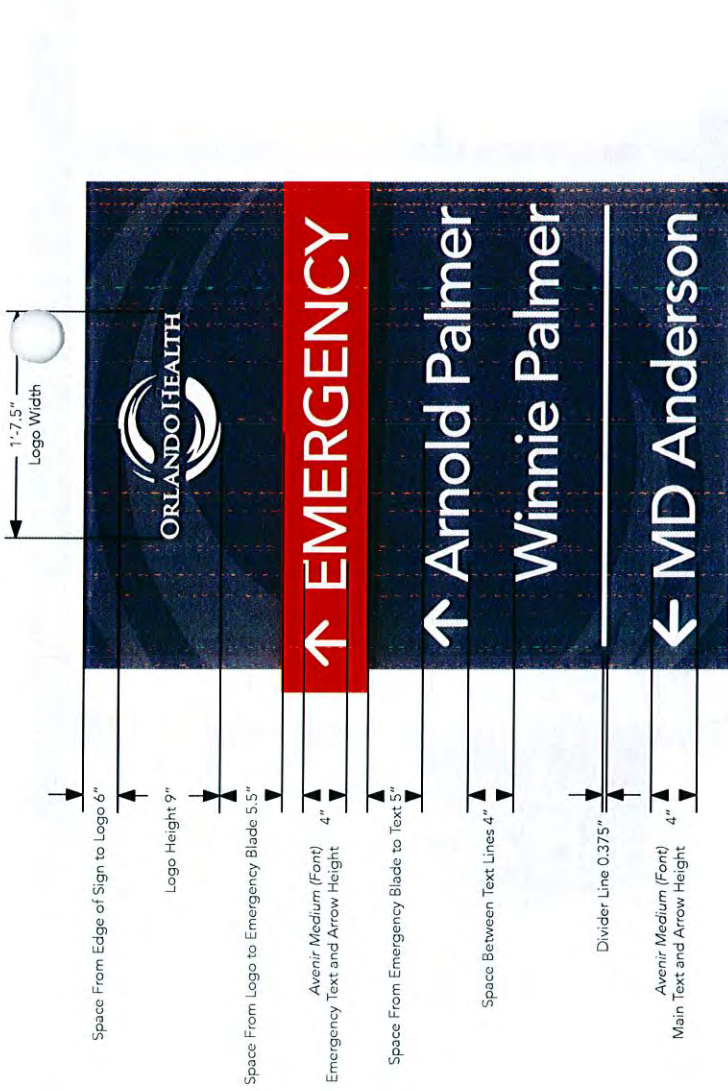 1'-7.5"
Logo Width
Space From Edge of Sign to Logo 6"
Logo Height 9"
Space From Logo to Emergency Blade 5.5"
Avenir Medium (Font)
Emergency Text and Arrow Height 4"
Space From Emergency Blade to Text 5"
Space Between Text Lines 4"
Divider Line 0.375"
Avenir Medium (Font)
Main Text and Arrow Height 4"
ORLANDO HEALTH
↑ EMERGENCY
↑ Arnold Palmer
Winnie Palmer
← MD Anderson